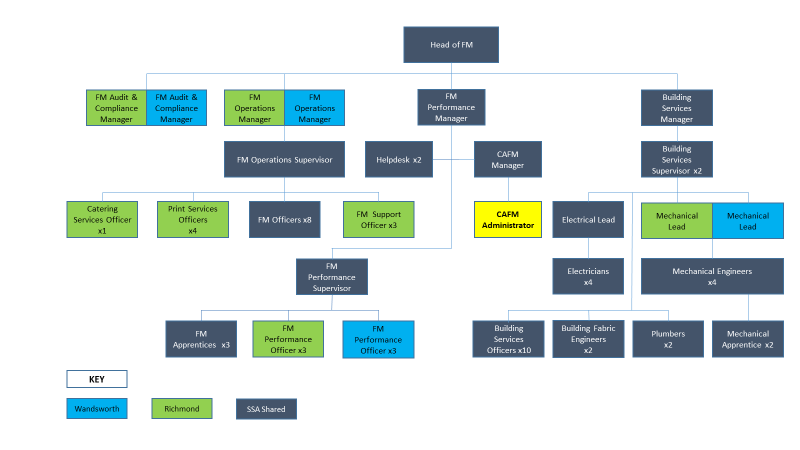 Head of FM
FM Audit &
Compliance
Manager
FM Audit &
Compliance
Manager
FM
Operations
Manager
FM
Operations
Manager
FM
Performance
Manager
Building
Services
Manager
FM Operations Supervisor
Helpdesk x2
CAFM
Manager
Building
Services
Supervisor x2
Catering
Services Officer
x1
Print Services
Officers
x4
FM Officers x8
FM Support
Officer x3
CAFM
Administrator
Electrical Lead
Mechanical
Lead
Mechanical
Lead
FM
Performance
Supervisor
Electricians
x4
Mechanical Engineers
x4
FM
Apprentices x3
FM
Performance
Officer x3
FM
Performance
Officer x3
Building
Services
Officers x10
Building Fabric
Engineers
x2
Plumbers
x2
Mechanical
Apprentice x2
KEY
Wandsworth
Richmond
SSA Shared